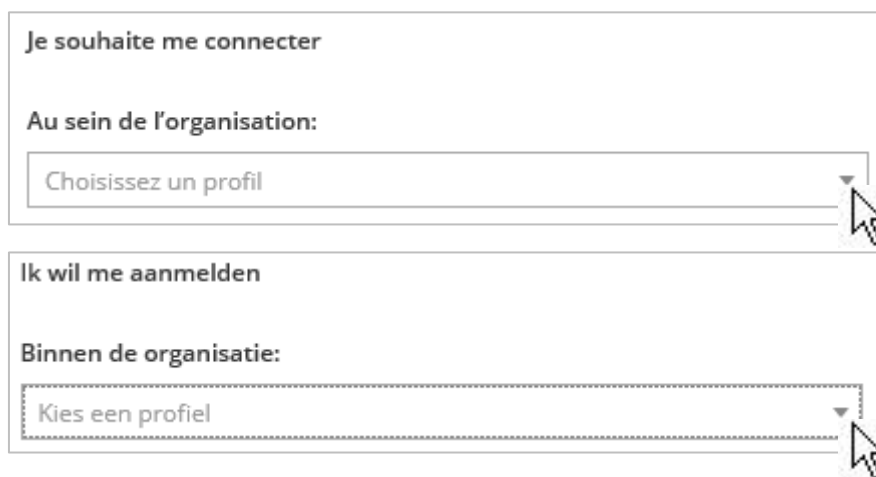 Je souhaite me connecter
Au sein de l’organisation:
Choisissez un profil
Ik wil me aanmelden
Binnen de organisatie:
Kies een profiel